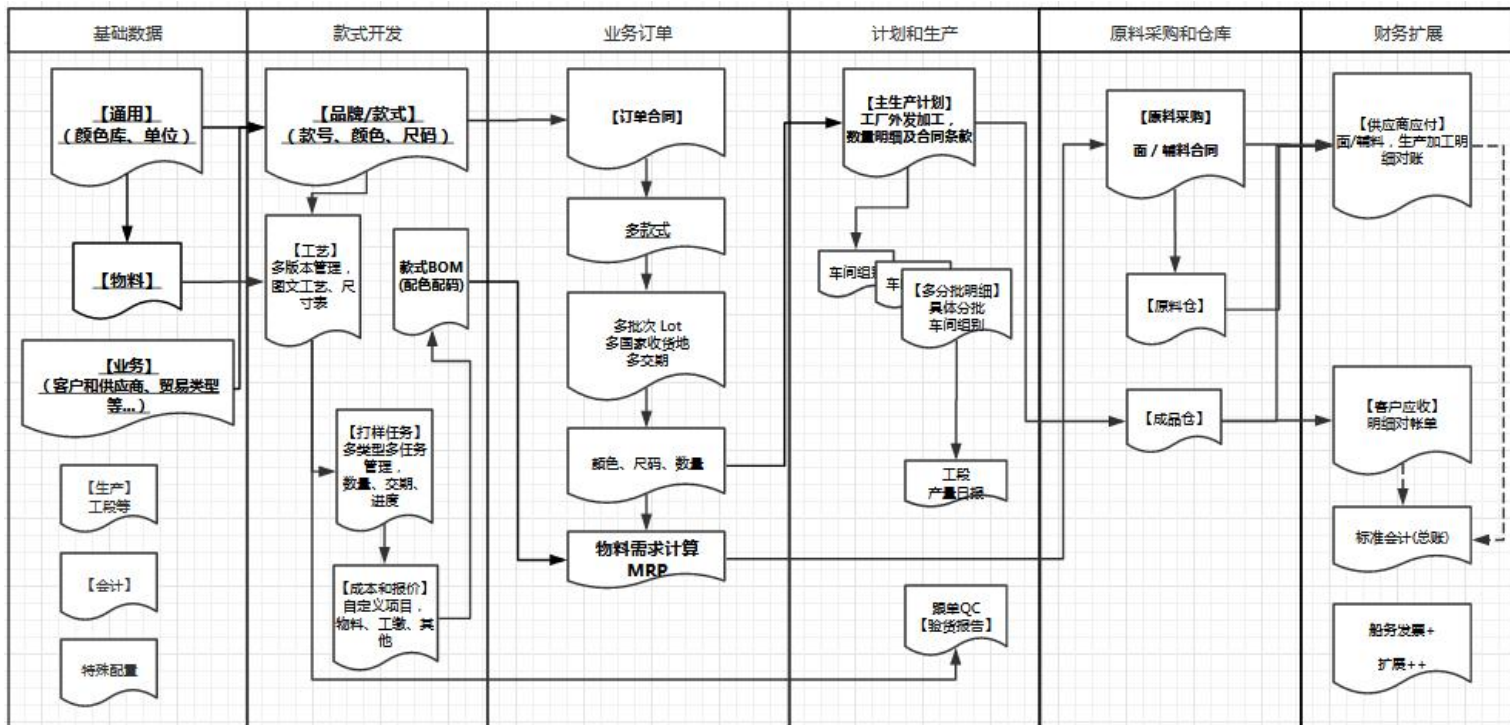 基础数据
款式开发
业务订单
计划和生产
原料采购和仓库
财务扩展
【通用】
（颜色库、单位）
【物料】
【业务】
（客户和供应商、贸易类型
等...）
【生产】
工段等
【会计】
特殊配置
【品牌/款式】
（款号、颜色、尺码）
【工艺】
多版本管理，
图文工艺、尺
寸表
款式BOM
(配色配码)
【打样任务】
多类型多任务
管理，
数量、交期、
进度
【成本和报价】
自定义项目，
物料、工缴、其
他
【订单合同】
多款式
多批次 Lot
多国家收货地
多交期
颜色、尺码、数量
物料需求计算
MRP
【主生产计划】
工厂外发加工，
数量明细及合同条款
车间组别
车
【多分批明细】
具体分批
车间组别
工段
产量日报
跟单QC
【验货报告】
【原料采购】
面 / 辅料合同
【原料仓】
【成品仓】
【供应商应付】
面/辅料，生产加工明
细对账
【客户应收】
明细对帐单
标准会计(总账)
船务发票+
扩展++